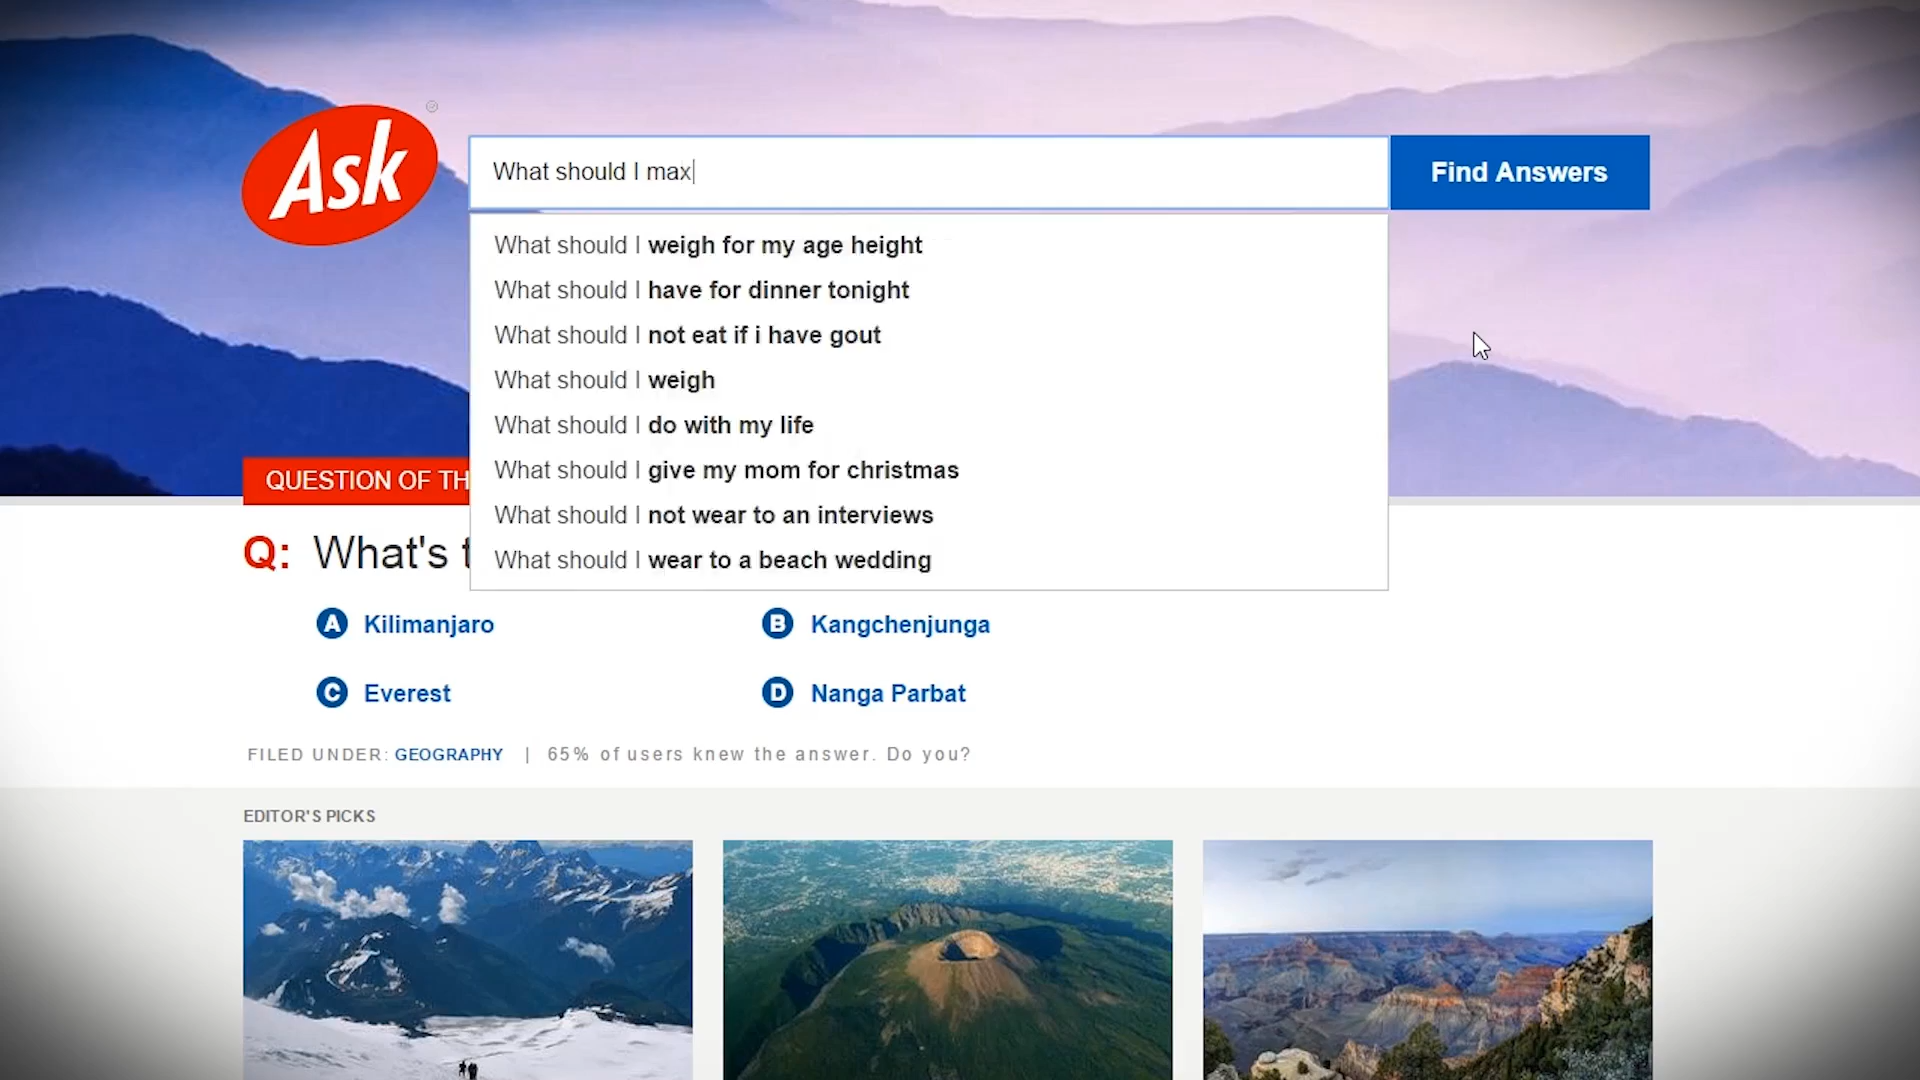 Ask
What should I max
Find Answers
What should I weigh for my age height
What should I have for dinner tonight
What should I not eat if i have gout
What should I weigh
What should I do with my life
What should I give my mom for christmas
What should I not wear to an interviews
What should I wear to a beach wedding
QUESTION OF TH
Q: What's t
A Kilimanjaro
B Kangchenjunga
C Everest
D Nanga Parbat
FILED UNDER: GEOGRAPHY | 65% of users knew the answer. Do you?
EDITOR'S PICKS